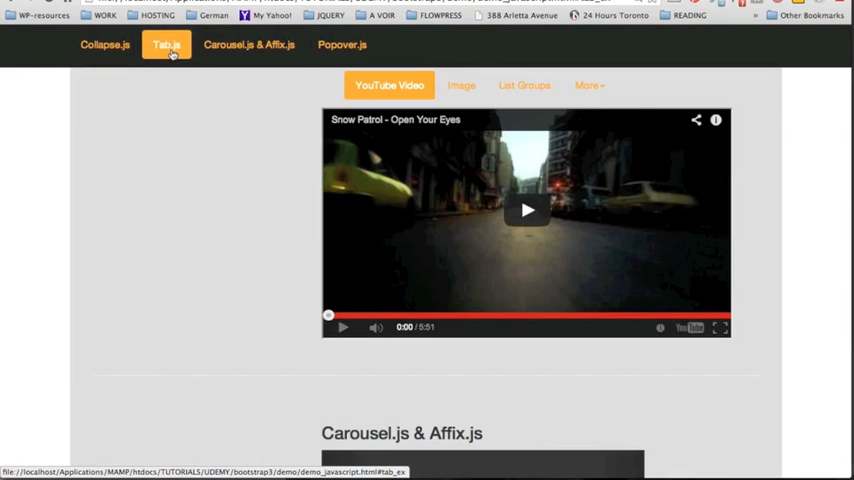 WP-resources WORK HOSTING German My Yahoo! A VOIR JQUERY FLOWPRESS 388 Arletta Avenue 24 Hours Toronto READING » Other Bookmarks
Collapse.js Tab.js Carousel.js & Affix.js Popover.js
YouTube Video Image List Groups More
Snow Patrol - Open Your Eyes
0:00 / 5:51 YouTube
Carousel.js & Affix.js
file://localhost/Applications/MAMP/htdocs/TUTORIALS/UDEMY/bootstrap3/demo/demo_javascript.html#tab_ex